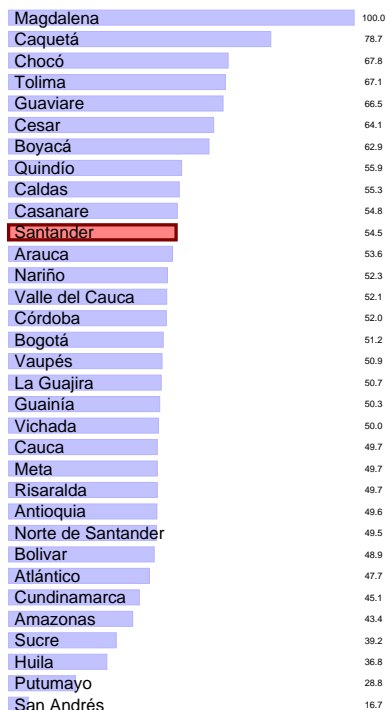 Magdalena 100.0
Caquetá 78.7
Chocó 67.8
Tolima 67.1
Guaviare 66.5
Cesar 64.1
Boyacá 62.9
Quindío 55.9
Caldas 55.3
Casanare 54.8
Santander 54.5
Arauca 53.6
Nariño 52.3
Valle del Cauca 52.1
Córdoba 52.0
Bogotá 51.2
Vaupés 50.9
La Guajira 50.7
Guainía 50.3
Vichada 50.0
Cauca 49.7
Meta 49.7
Risaralda 49.7
Antioquia 49.6
Norte de Santander 49.5
Bolivar 48.9
Atlántico 47.7
Cundinamarca 45.1
Amazonas 43.4
Sucre 39.2
Huila 36.8
Putumayo 28.8
San Andrés 16.7